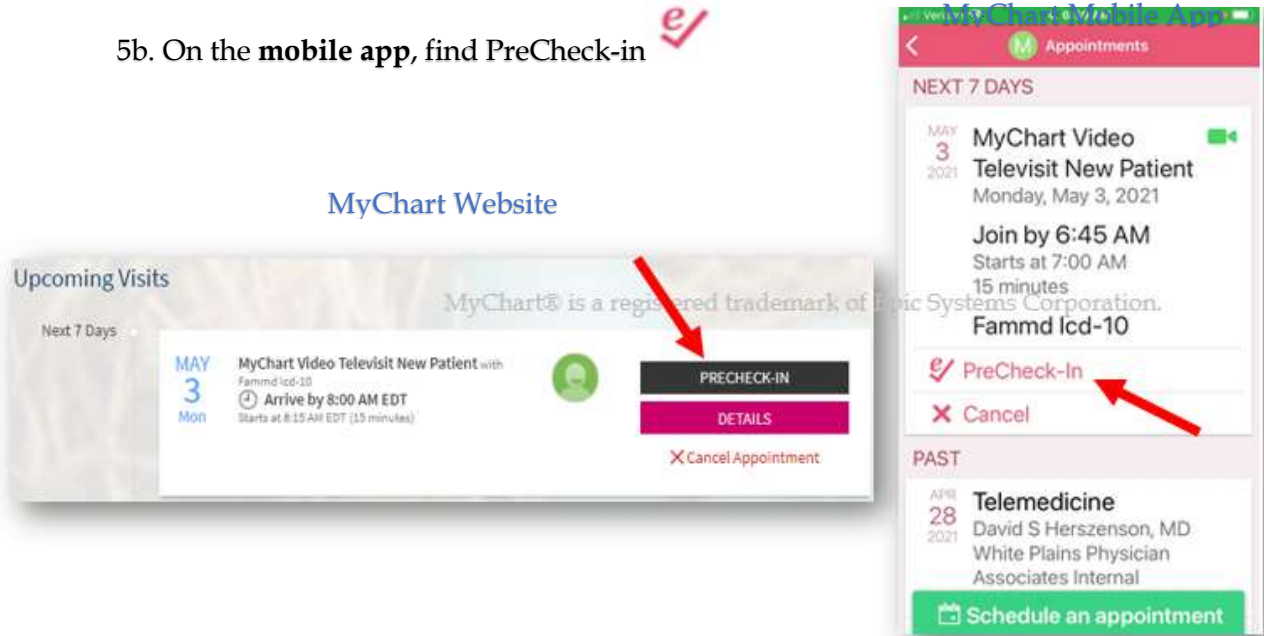 5b. On the mobile app, find PreCheck-in
MyChart Website
Upcoming Visits
Next 7 Days
MAY
3
Mon
MyChart Video Televisit New Patient with
Fammd icd-10
Arrive by 8:00 AM EDT
Starts at 8:15 AM EDT (15 minutes)
PRECHECK-IN
DETAILS
Cancel Appointment
MyChart® is a registered trademark of Epic Systems Corporation.
MyChart Mobile App
M Appointments
NEXT 7 DAYS
MAY
3
2021
MyChart Video
Televisit New Patient
Monday, May 3, 2021
Join by 6:45 AM
Starts at 7:00 AM
15 minutes
Fammd Icd-10
PreCheck-In
Cancel
PAST
APR
28
2021
Telemedicine
David S Herszenson, MD
White Plains Physician
Associates Internal
Schedule an appointment